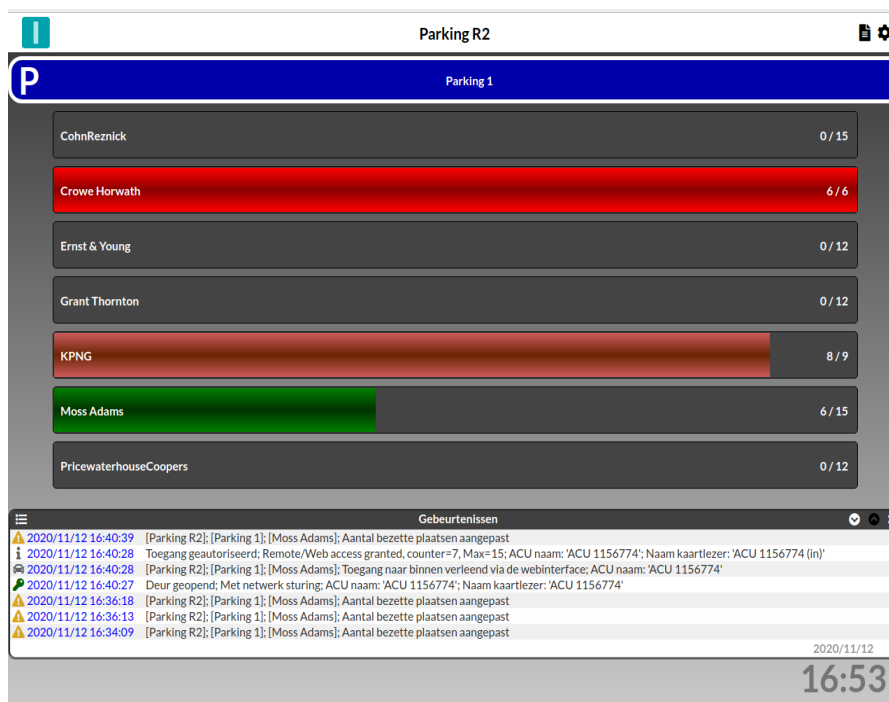 Parking R2
P
Parking 1
CohnReznick 0 / 15
Crowe Horwath 6 / 6
Ernst & Young 0 / 12
Grant Thornton 0 / 12
KPNG 8 / 9
Moss Adams 6 / 15
PricewaterhouseCoopers 0 / 12
Gebeurtenissen
2020/11/12 16:40:39 [Parking R2]; [Parking 1]; [Moss Adams]; Aantal bezette plaatsen aangepast
2020/11/12 16:40:28 Toegang geautoriseerd; Remote/Web access granted, counter=7, Max=15; ACU naam: 'ACU 1156774'; Naam kaartlezer: 'ACU 1156774 (in)'
2020/11/12 16:40:28 [Parking R2]; [Parking 1]; [Moss Adams]; Toegang naar binnen verleend via de webinterface; ACU naam: 'ACU 1156774'
2020/11/12 16:40:27 Deur geopend; Met netwerk sturing; ACU naam: 'ACU 1156774'; Naam kaartlezer: 'ACU 1156774'
2020/11/12 16:36:18 [Parking R2]; [Parking 1]; [Moss Adams]; Aantal bezette plaatsen aangepast
2020/11/12 16:36:13 [Parking R2]; [Parking 1]; [Moss Adams]; Aantal bezette plaatsen aangepast
2020/11/12 16:34:09 [Parking R2]; [Parking 1]; [Moss Adams]; Aantal bezette plaatsen aangepast
2020/11/12
16:53